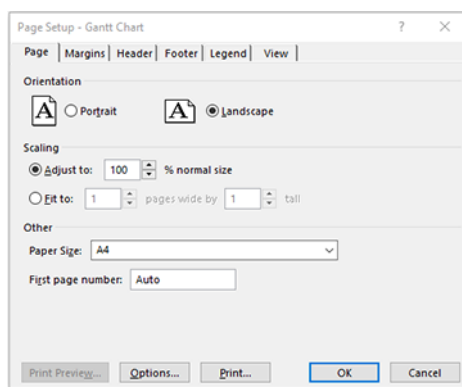 Page Setup - Gantt Chart ? ×
Page Margins Header Footer Legend View
Orientation
A Portrait A Landscape
Scaling
Adjust to: 100 % normal size
Fit to: 1 pages wide by 1 tall
Other
Paper Size: A4
First page number: Auto
Print Preview... Options... Print... OK Cancel